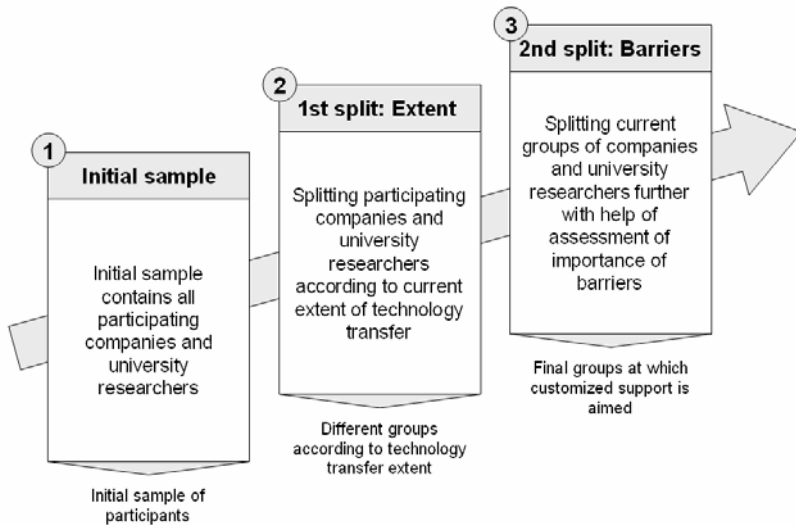 1
Initial sample
Initial sample
contains all
participating
companies and
university
researchers
Initial sample of
participants
2
1st split: Extent
Splitting participating
companies and
university
researchers
according to current
extent of technology
transfer
Different groups
according to technology
transfer extent
3
2nd split: Barriers
Splitting current
groups of companies
and university
researchers further
with help of
assessment of
importance of
barriers
Final groups at which
customized support is
aimed